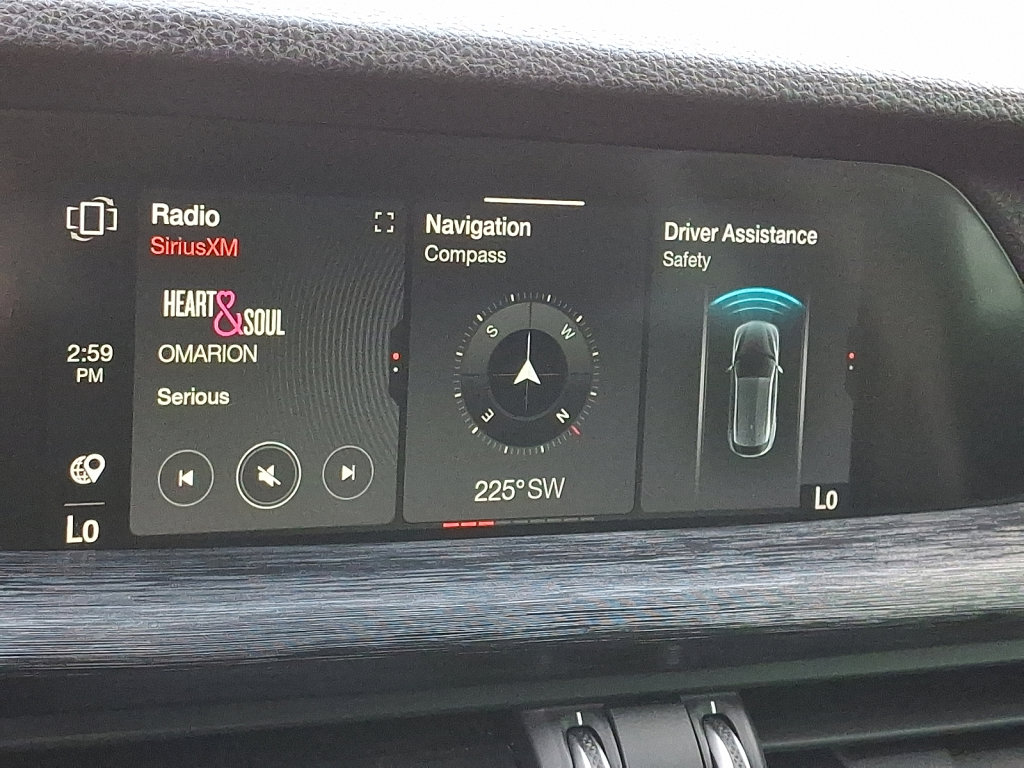 Radio
SiriusXM
HEART&SOUL
OMARION
Serious
2:59
PM
Lo
Navigation
Compass
S
W
E
N
225° SW
Driver Assistance
Safety
Lo